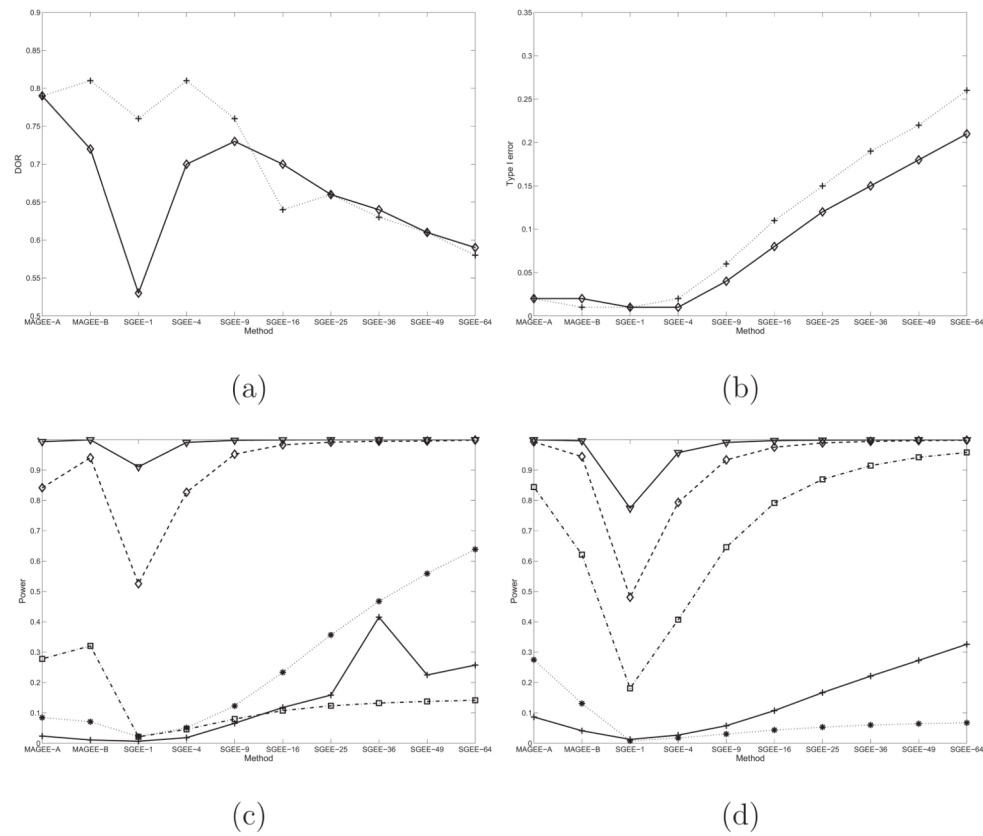 0.9
0.85
0.8
0.75
0.7
0.65
0.6
0.55
0.5
DOR
MAGEE-A MAGEE-B SGEE-1 SGEE-4 SGEE-9 SGEE-16 SGEE-25 SGEE-36 SGEE-49 SGEE-64
Method
(a)
0.35
0.3
0.25
0.2
0.15
0.1
0.05
0
Type I error
MAGEE-A MAGEE-B SGEE-1 SGEE-4 SGEE-9 SGEE-16 SGEE-25 SGEE-36 SGEE-49 SGEE-64
Method
(b)
1
0.9
0.8
0.7
0.6
0.5
0.4
0.3
0.2
0.1
0
Power
MAGEE-A MAGEE-B SGEE-1 SGEE-4 SGEE-9 SGEE-16 SGEE-25 SGEE-36 SGEE-49 SGEE-64
Method
(c)
1
0.9
0.8
0.7
0.6
0.5
0.4
0.3
0.2
0.1
0
Power
MAGEE-A MAGEE-B SGEE-1 SGEE-4 SGEE-9 SGEE-16 SGEE-25 SGEE-36 SGEE-49 SGEE-64
Method
(d)